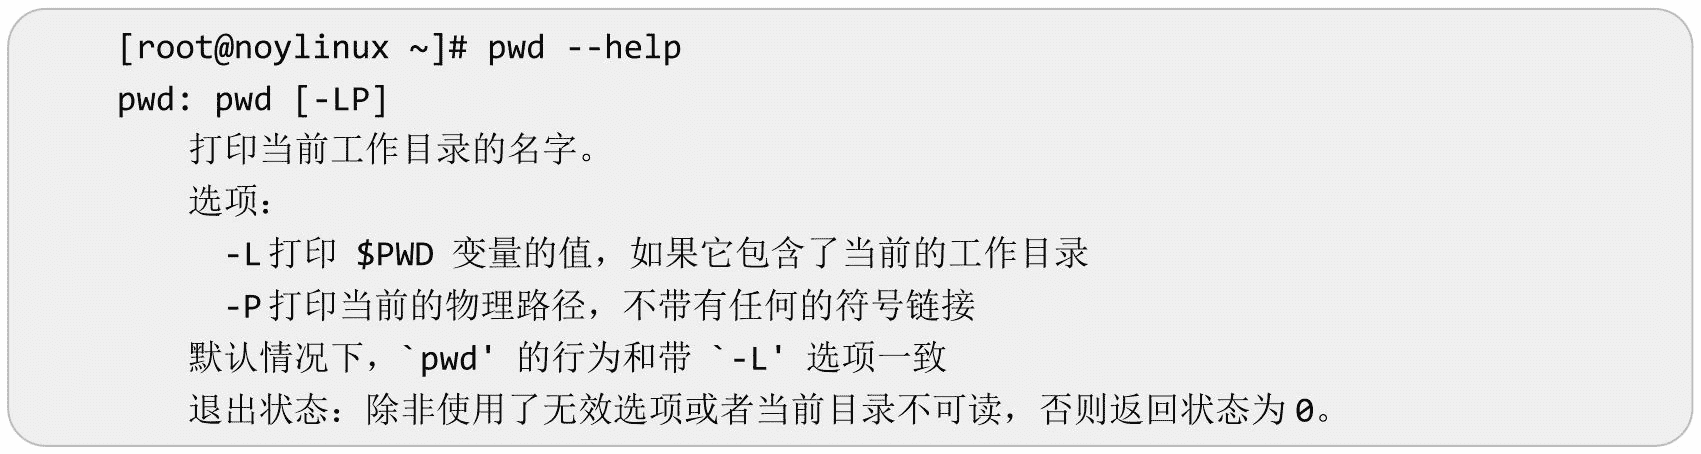 [root@noylinux ~]# pwd --help
pwd: pwd [-LP]
打印当前工作目录的名字。
选项：
-L打印 $PWD 变量的值，如果它包含了当前的工作目录
-P打印当前的物理路径，不带有任何的符号链接
默认情况下，`pwd' 的行为和带 `-L' 选项一致
退出状态：除非使用了无效选项或者当前目录不可读，否则返回状态为0。